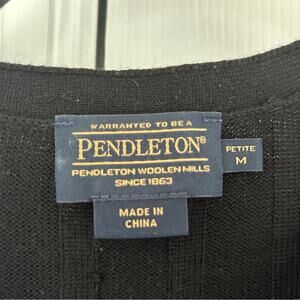 WARRANTED TO BE A
PENDLETON®
PENDLETON WOOLEN MILLS
SINCE 1863
PETITE
M
MADE IN
CHINA